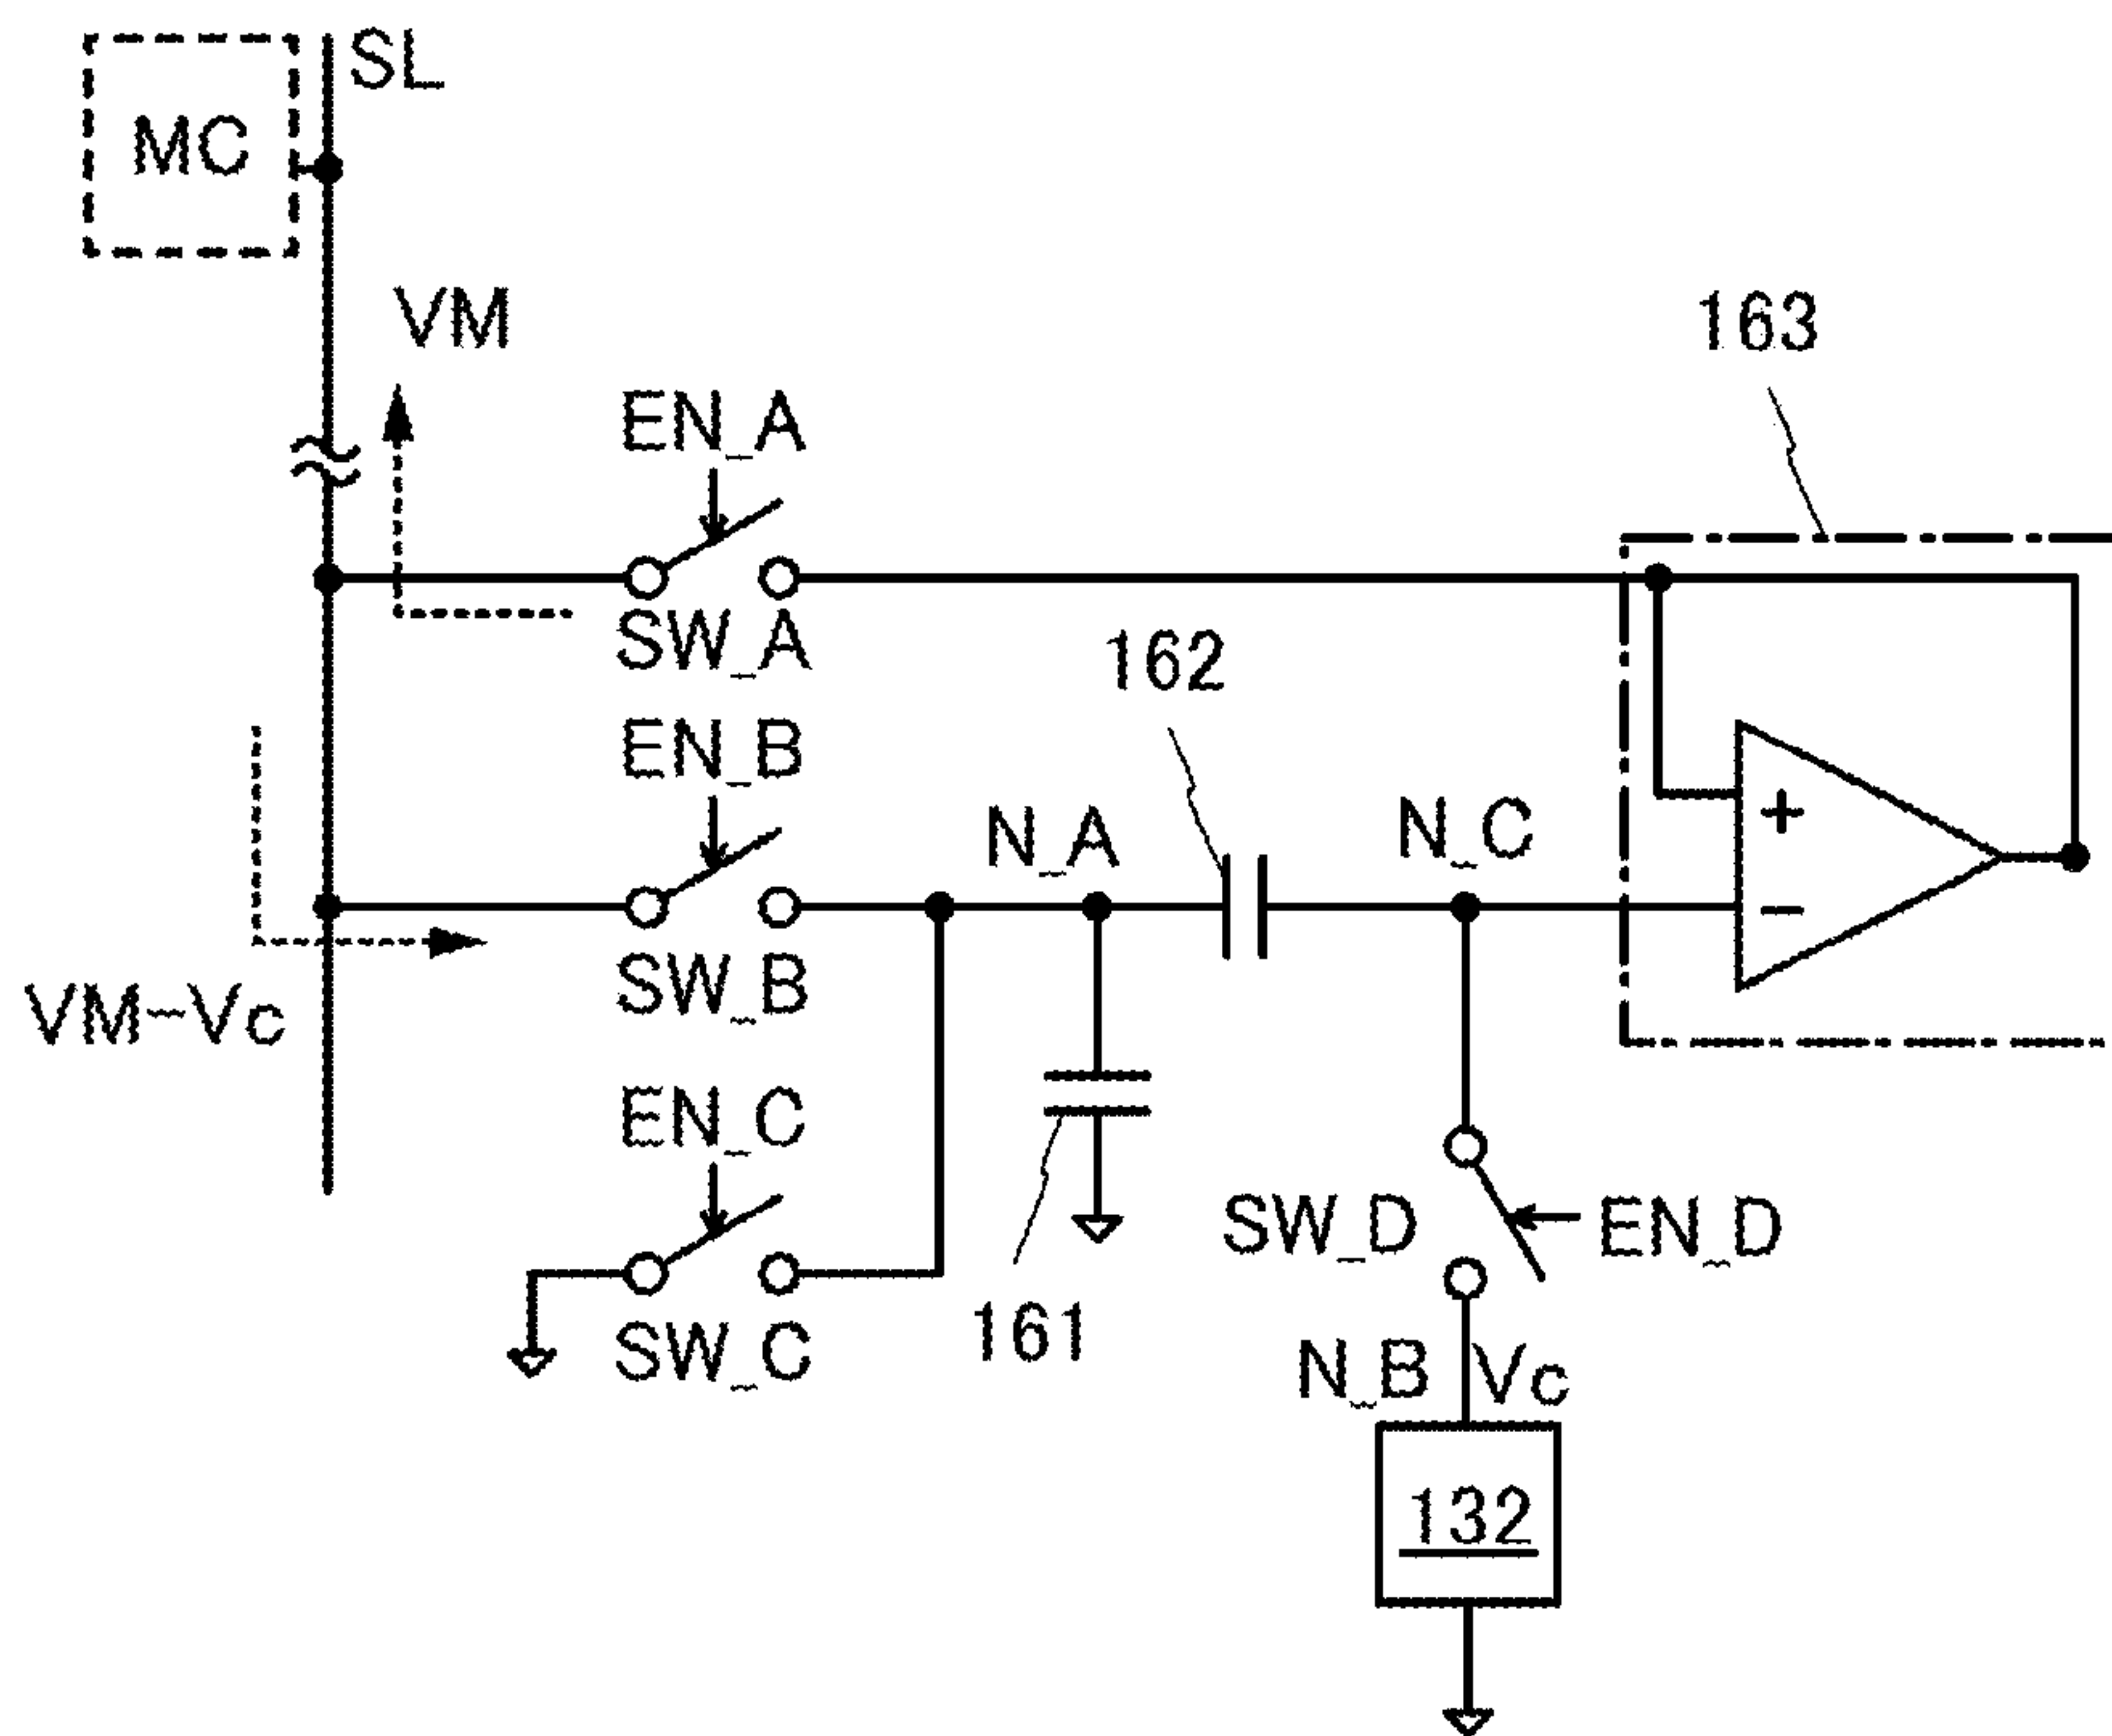 SL
MC
VM
163
EN_A
SW_A
162
EN_B
N_A
N_C
+
−
SW_B
VM-Vc
EN_C
SW_D
EN_D
161
SW_C
N_B
Vc
132